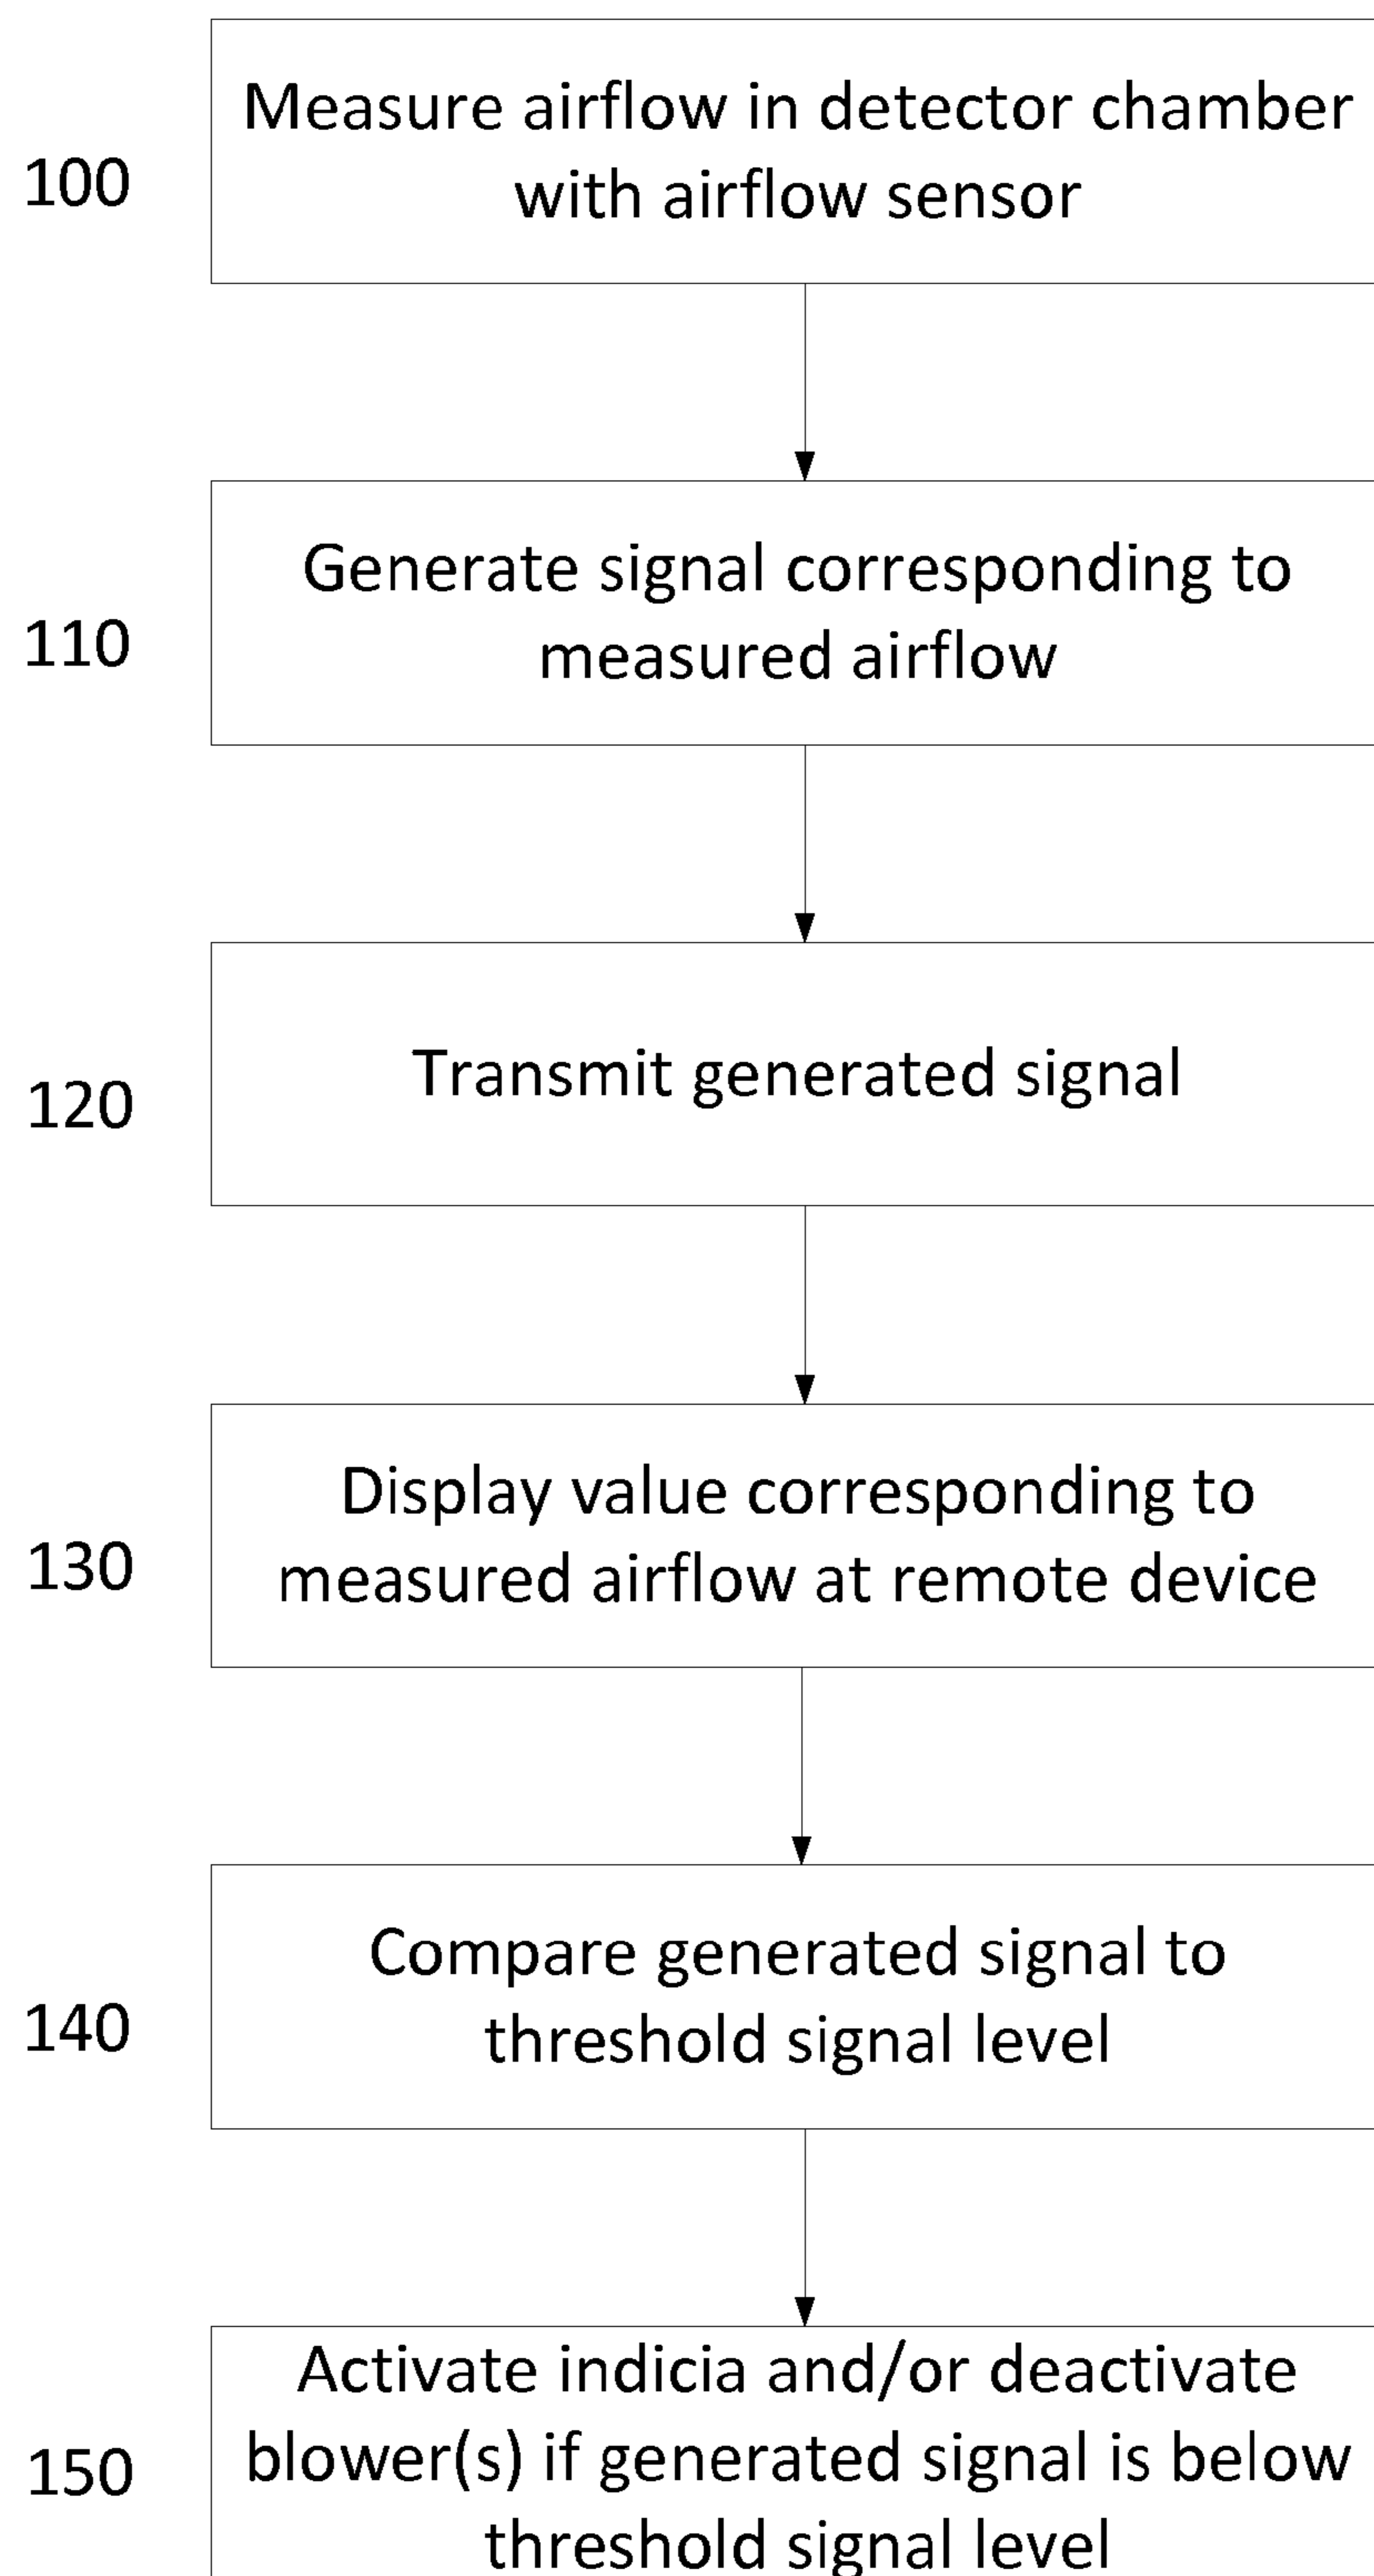 Measure airflow in detector chamber
100
with airflow sensor
Generate signal corresponding to
110
measured airflow
Transmit generated signal
120
Display value corresponding to
130
measured airflow at remote device
Compare generated signal to
140
threshold signal level
Activate indicia and/or deactivate
blower(s) if generated signal is below
150
threshold signal level